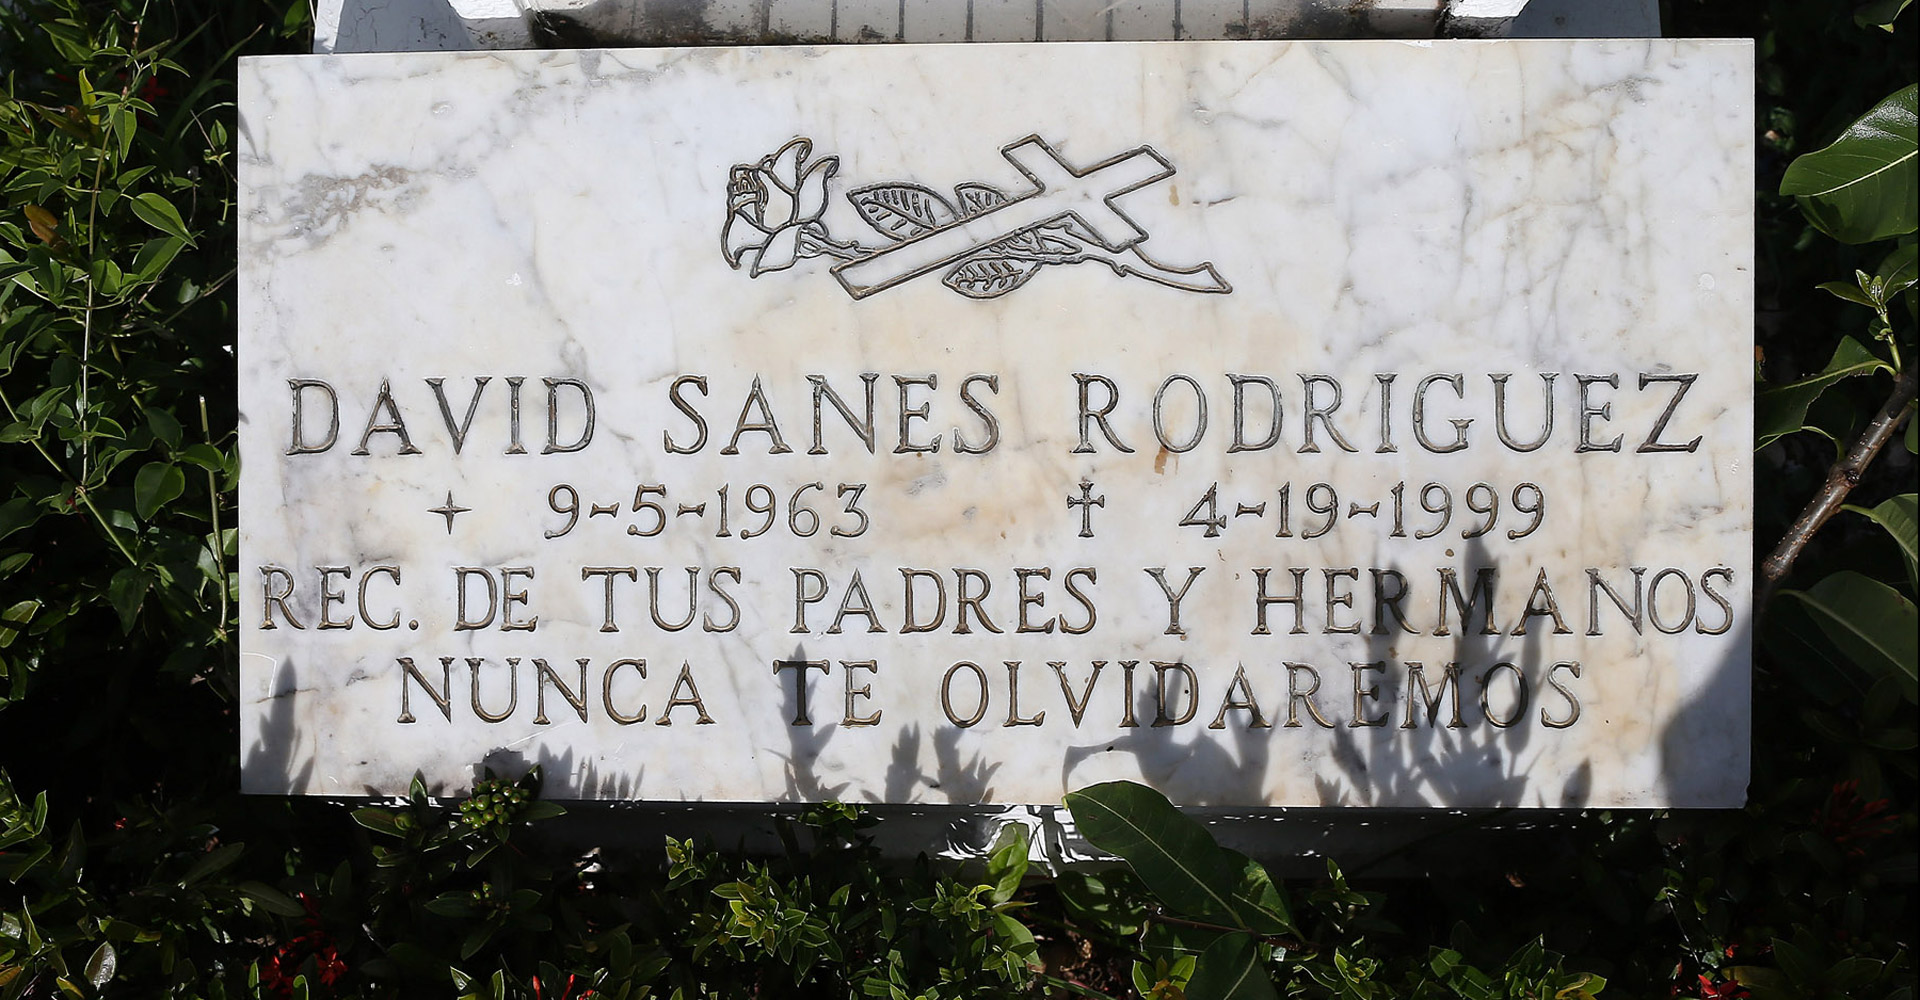 DAVID SANES RODRIGUEZ
+ 9-5-1963 † 4-19-1999
REC. DE TUS PADRES Y HERMANOS
NUNCA TE OLVIDAREMOS